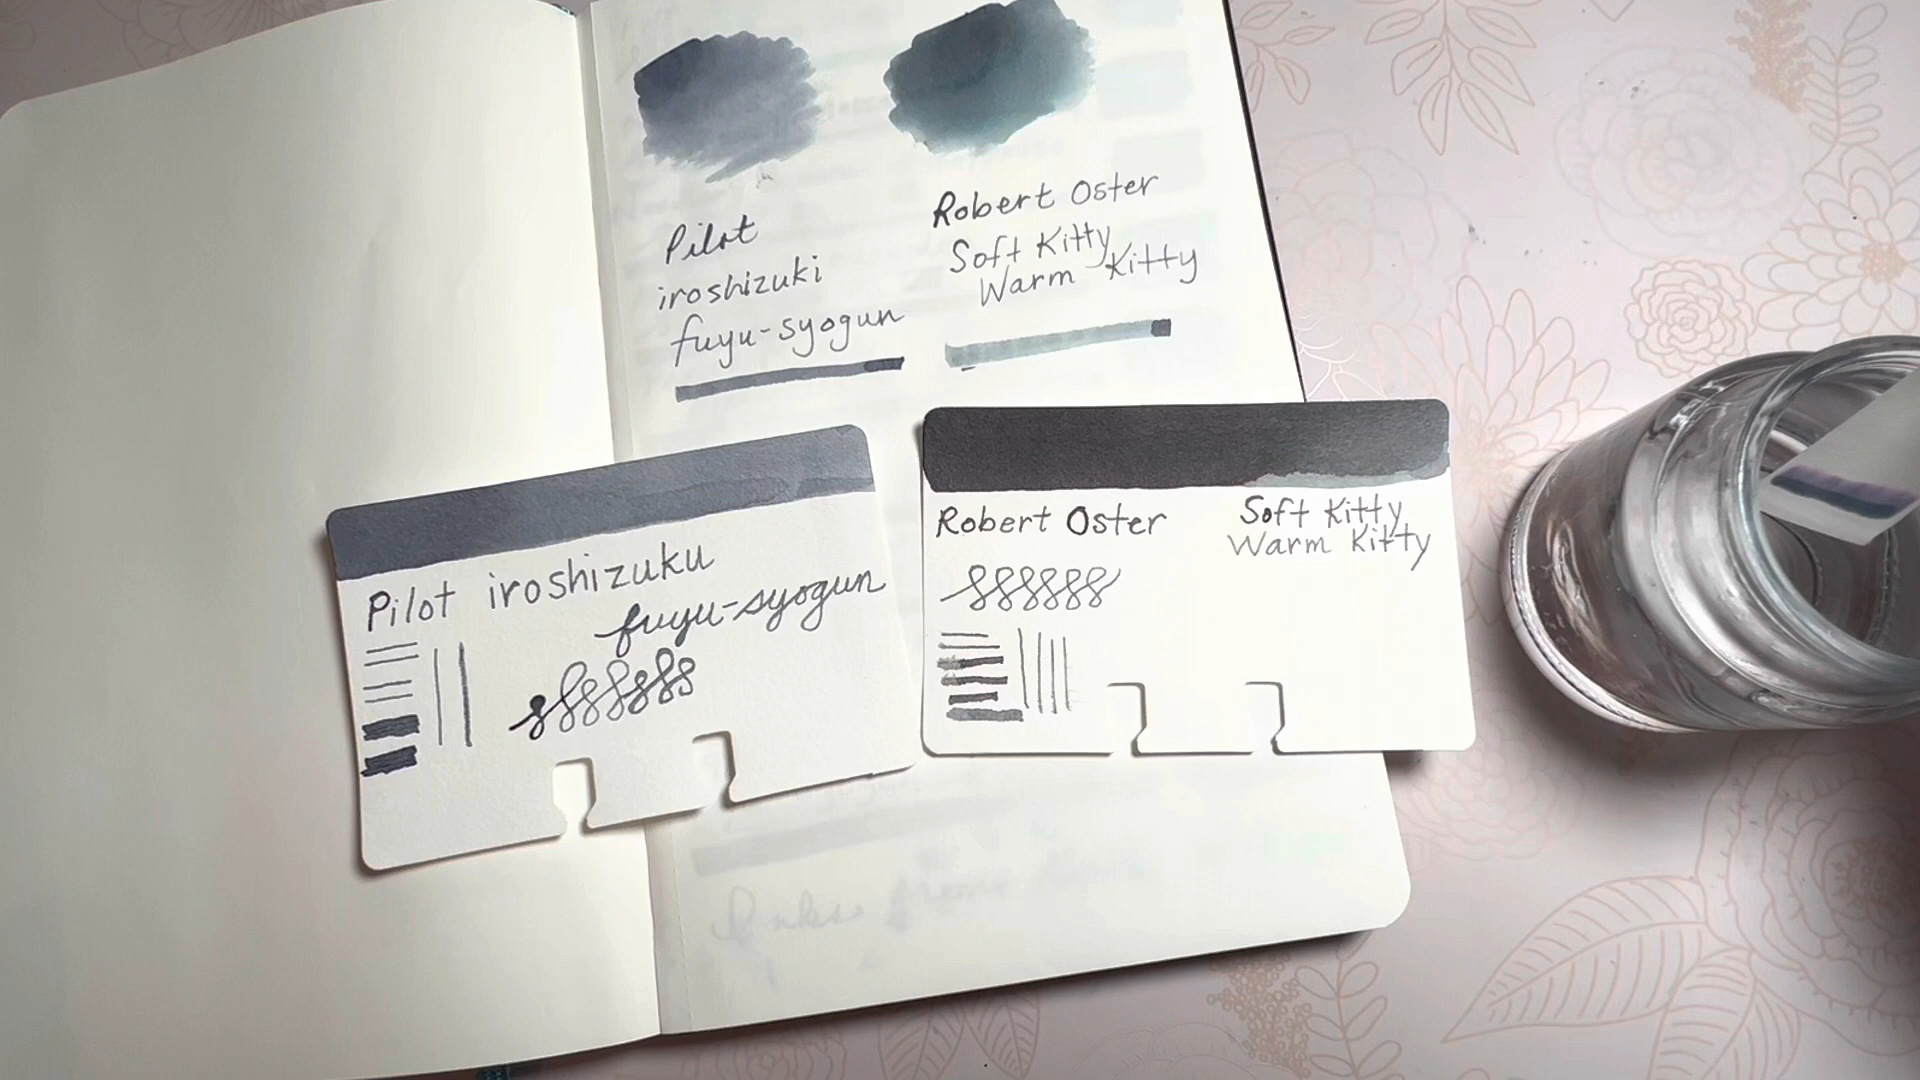 Pilot
iroshizuki
fuyu-syogun
Robert Oster
Soft Kitty
Warm Kitty
Pilot iroshizuku
fuyu-syogun
Robert Oster
Soft Kitty
Warm Kitty